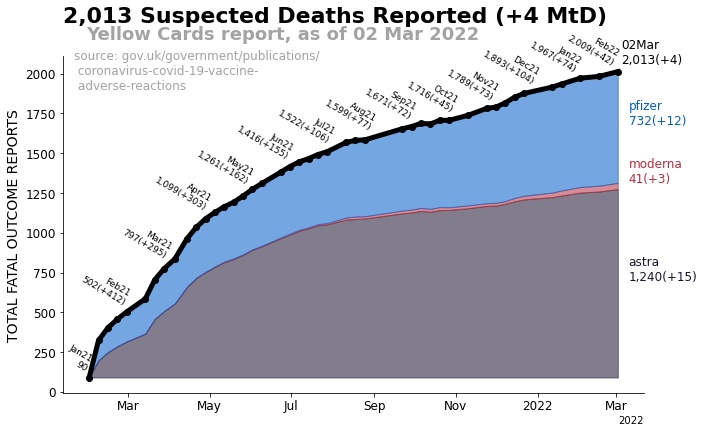 2,013 Suspected Deaths Reported (+4 MtD)
Yellow Cards report, as of 02 Mar 2022
source: gov.uk/government/publications/
coronavirus-covid-19-vaccine-
adverse-reactions
TOTAL FATAL OUTCOME REPORTS
2000
1750
1500
1250
1000
750
500
250
0
Jan21
90
Feb21
502(+412)
797(+295)
Apr21
1,099(+303)
May21
1,261(+162)
Jun21
1,416(+155)
Jul21
1,522(+106)
Aug21
1,599(+77)
Sep21
1,671(+72)
Oct21
1,716(+45)
Nov21
1,789(+73)
Dec21
1,893(+104)
Jan22
1,967(+74)
Feb22
2,009(+42)
02Mar
2,013(+4)
pfizer
732(+12)
moderna
41(+3)
astra
1,240(+15)
Mar
May
Jul
Sep
Nov
2022
Mar
2022